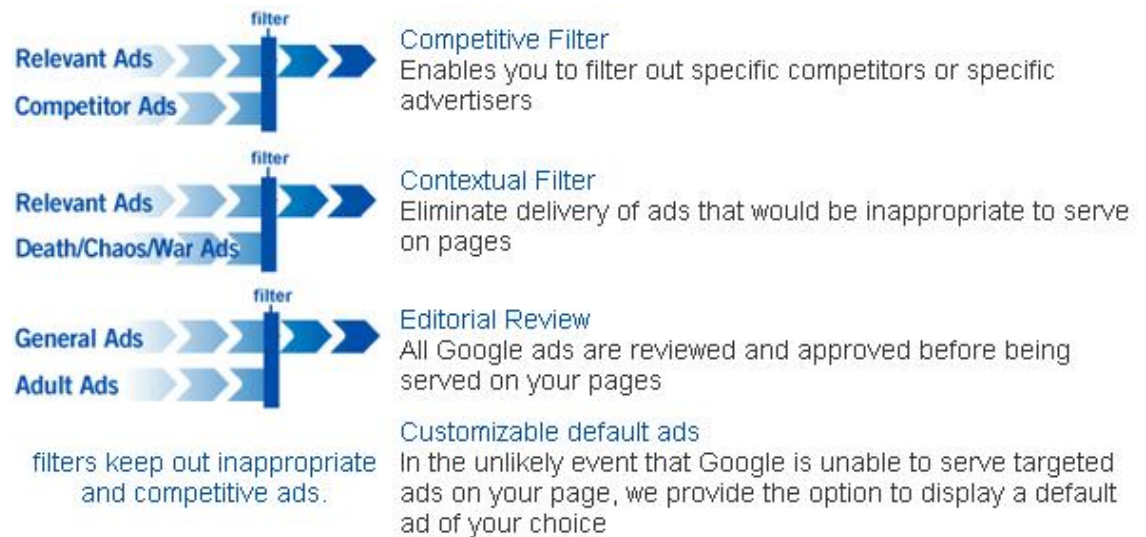 filter
Relevant Ads
Competitor Ads
Competitive Filter
Enables you to filter out specific competitors or specific
advertisers
filter
Relevant Ads
Death/Chaos/War Ads
Contextual Filter
Eliminate delivery of ads that would be inappropriate to serve
on pages
filter
General Ads
Adult Ads
Editorial Review
All Google ads are reviewed and approved before being
served on your pages
filters keep out inappropriate
and competitive ads.
Customizable default ads
In the unlikely event that Google is unable to serve targeted
ads on your page, we provide the option to display a default
ad of your choice